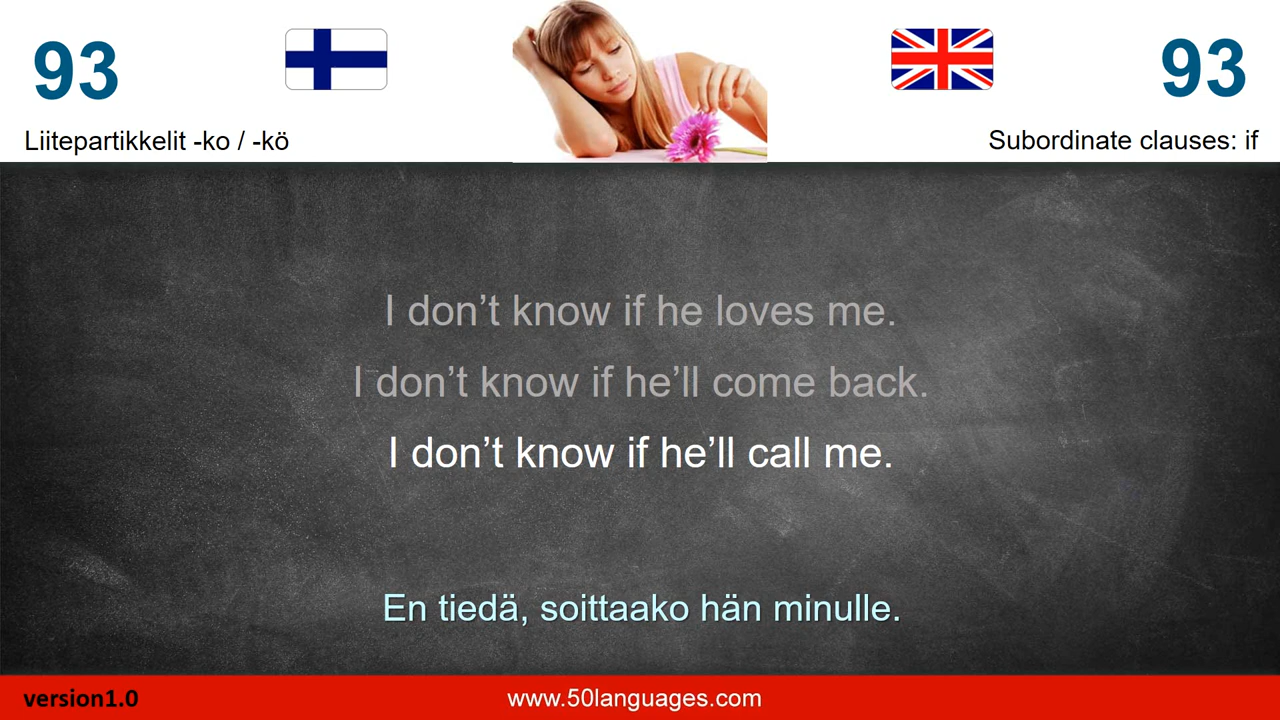 93
93
Liitepartikkelit -ko / -kö
Subordinate clauses: if
I don’t know if he loves me.
I don’t know if he’ll come back.
I don’t know if he’ll call me.
En tiedä, soittaako hän minulle.
version1.0
www.50languages.com